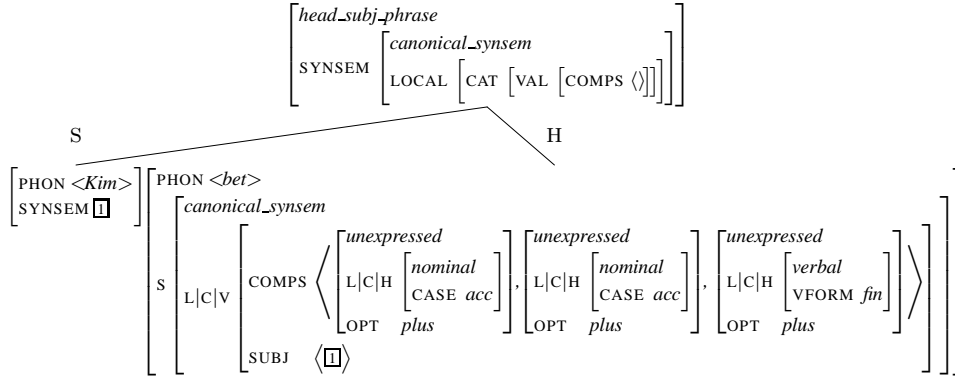 head_subj_phrase
canonical_synsem
SYNSEM
LOCAL [CAT [VAL [COMPS ⟨⟩]]]
S H
PHON <Kim> PHON <bet>
SYNSEM 1 canonical_synsem
unexpressed unexpressed unexpressed
nominal nominal verbal
COMPS L|C|H , L|C|H , L|C|H
S CASE acc CASE acc VFORM fin
L|C|V
OPT plus OPT plus OPT plus
SUBJ ⟨1⟩